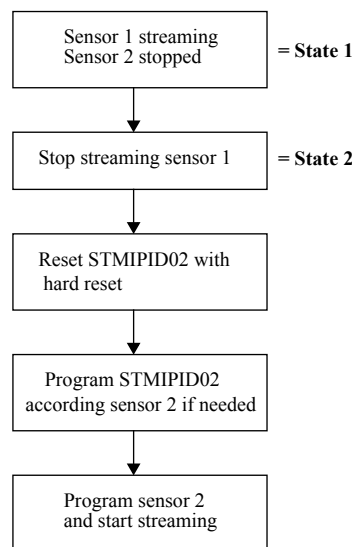 Sensor 1 streaming
Sensor 2 stopped
= State 1
Stop streaming sensor 1
= State 2
Reset STMIPID02 with
hard reset
Program STMIPID02
according sensor 2 if needed
Program sensor 2
and start streaming